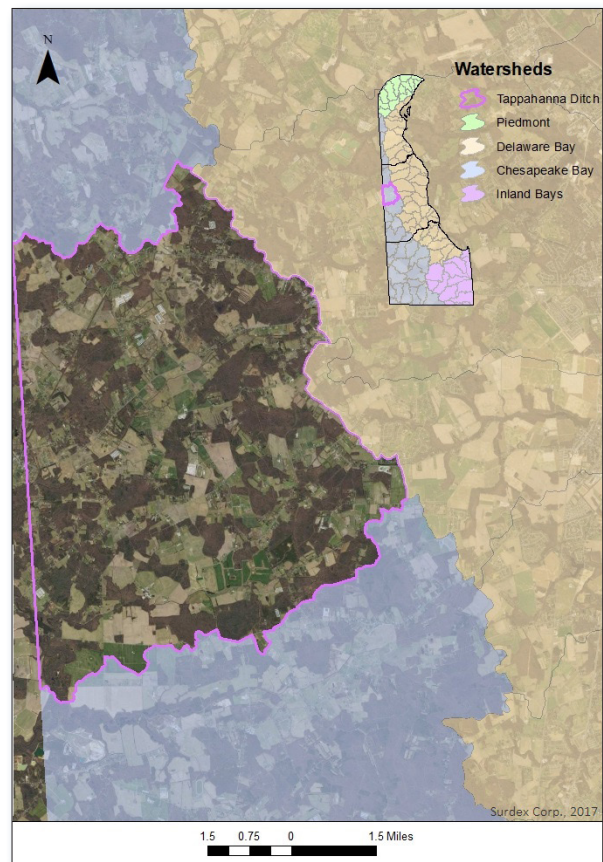 N
Watersheds
Tappahanna Ditch
Piedmont
Delaware Bay
Chesapeake Bay
Inland Bays
Surdex Corp., 2017
1.5 0.75 0 1.5 Miles